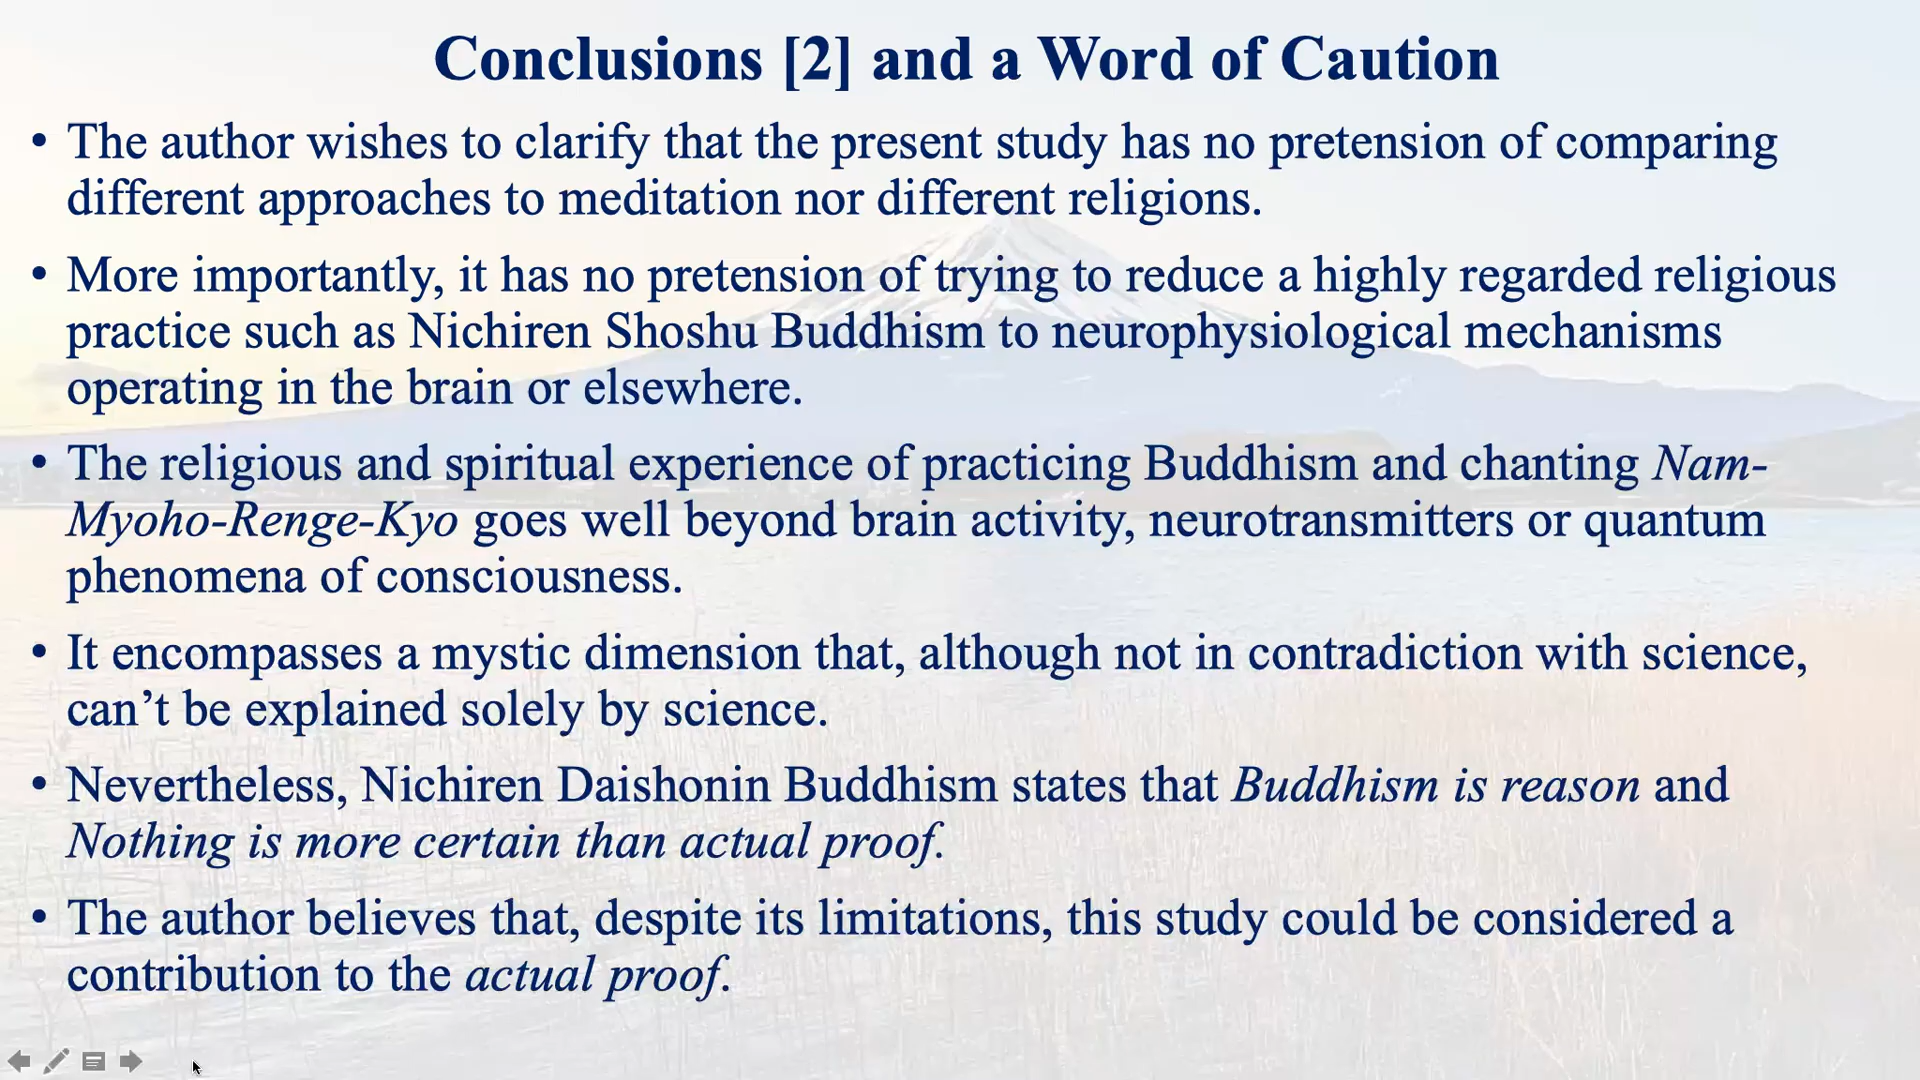 Conclusions [2] and a Word of Caution
• The author wishes to clarify that the present study has no pretension of comparing
different approaches to meditation nor different religions.
• More importantly, it has no pretension of trying to reduce a highly regarded religious
practice such as Nichiren Shoshu Buddhism to neurophysiological mechanisms
operating in the brain or elsewhere.
• The religious and spiritual experience of practicing Buddhism and chanting Nam-
Myoho-Renge-Kyo goes well beyond brain activity, neurotransmitters or quantum
phenomena of consciousness.
• It encompasses a mystic dimension that, although not in contradiction with science,
can’t be explained solely by science.
• Nevertheless, Nichiren Daishonin Buddhism states that Buddhism is reason and
Nothing is more certain than actual proof.
• The author believes that, despite its limitations, this study could be considered a
contribution to the actual proof.